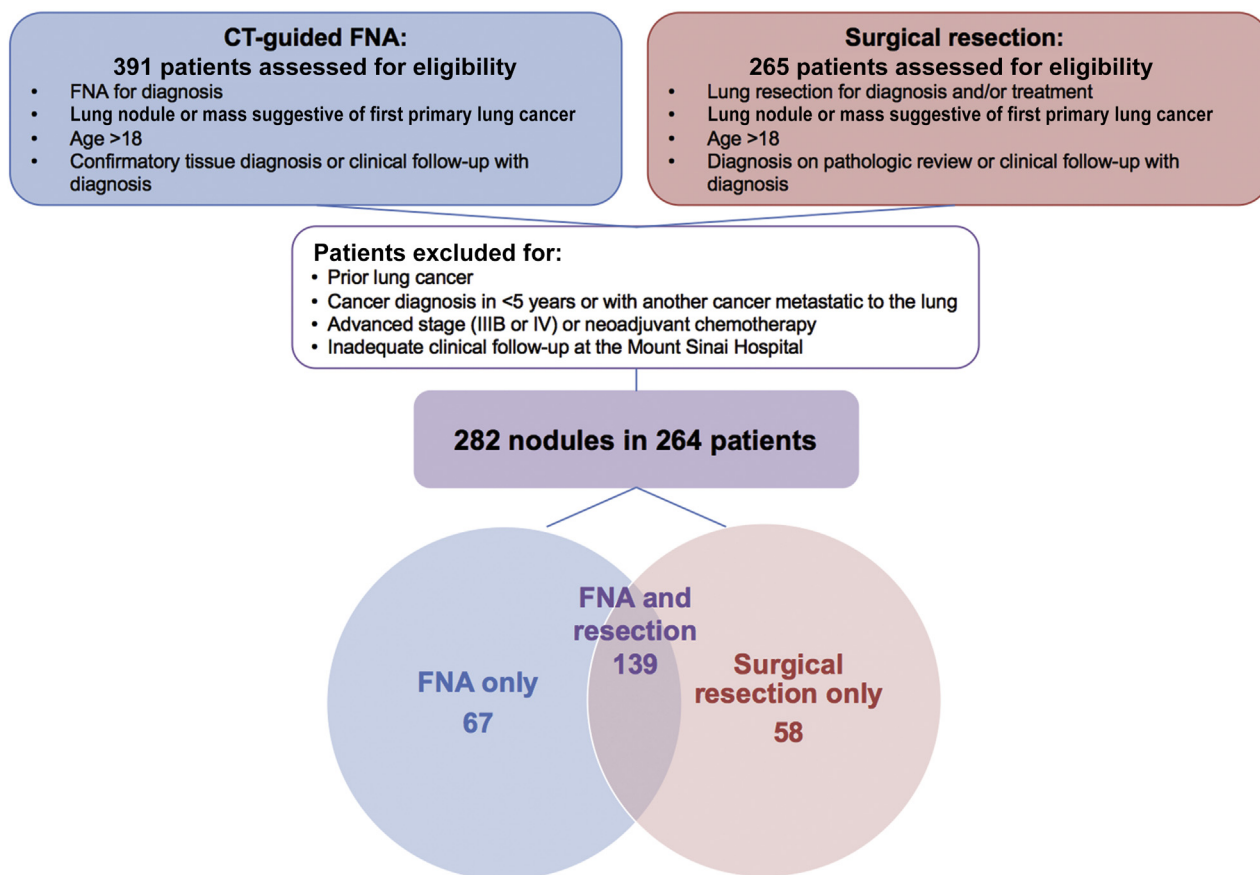 CT-guided FNA:
391 patients assessed for eligibility
• FNA for diagnosis
• Lung nodule or mass suggestive of first primary lung cancer
• Age >18
• Confirmatory tissue diagnosis or clinical follow-up with
diagnosis
Surgical resection:
265 patients assessed for eligibility
• Lung resection for diagnosis and/or treatment
• Lung nodule or mass suggestive of first primary lung cancer
• Age >18
• Diagnosis on pathologic review or clinical follow-up with
diagnosis
Patients excluded for:
• Prior lung cancer
• Cancer diagnosis in <5 years or with another cancer metastatic to the lung
• Advanced stage (IIIB or IV) or neoadjuvant chemotherapy
• Inadequate clinical follow-up at the Mount Sinai Hospital
282 nodules in 264 patients
FNA only
67
FNA and
resection
139
Surgical
resection only
58